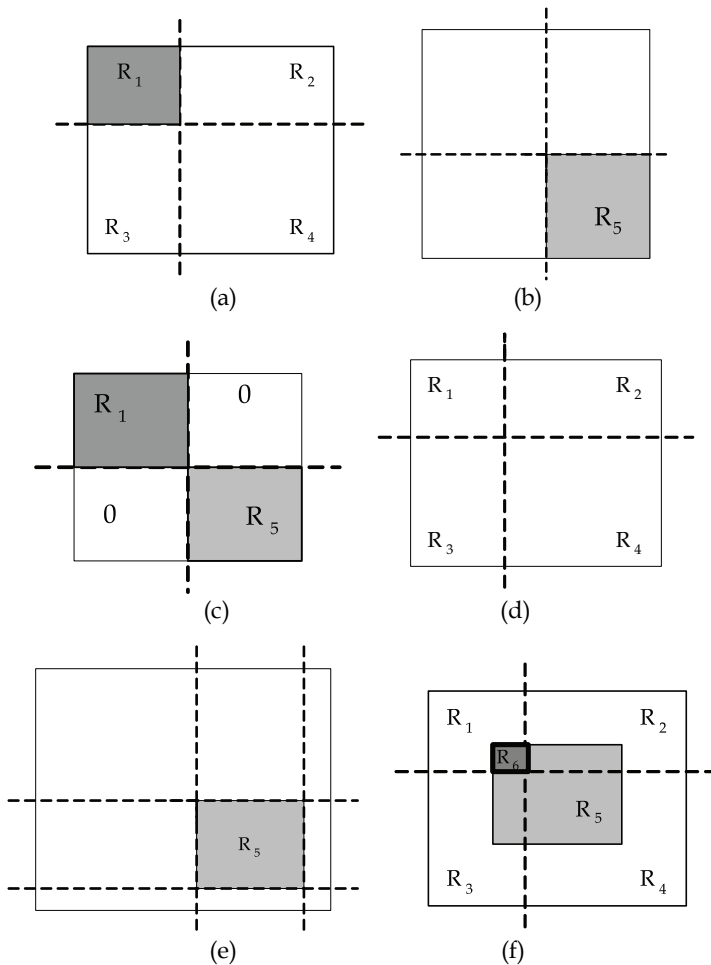 R₁ R₂
R₃ R₄
(a)
R₅
(b)
R₁ 0
0 R₅
(c)
R₁ R₂
R₃ R₄
(d)
R₅
(e)
R₁ R₂
R₆
R₅
R₃ R₄
(f)